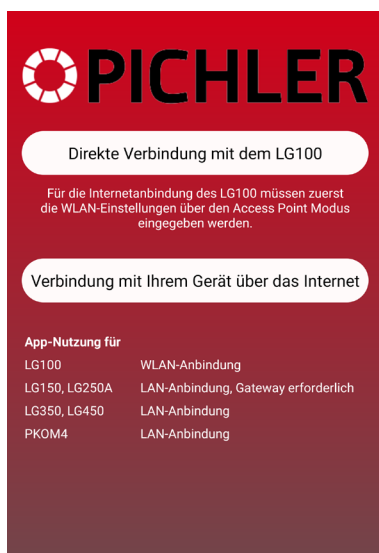 PICHLER
Direkte Verbindung mit dem LG100
Für die Internetanbindung des LG100 müssen zuerst
die WLAN-Einstellungen über den Access Point Modus
eingegeben werden.
Verbindung mit Ihrem Gerät über das Internet
App-Nutzung für
LG100 WLAN-Anbindung
LG150, LG250A LAN-Anbindung, Gateway erforderlich
LG350, LG450 LAN-Anbindung
PKOM4 LAN-Anbindung